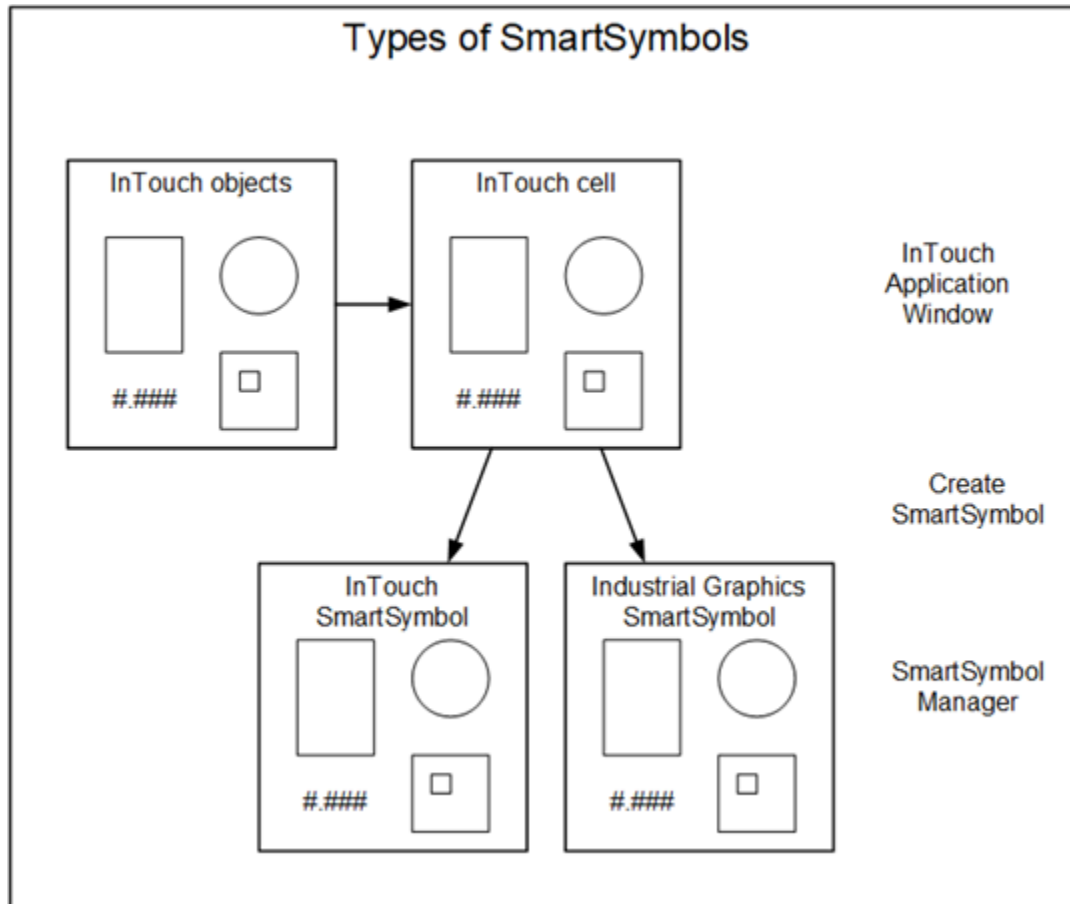 Types of SmartSymbols
InTouch objects
#.###
InTouch cell
#.###
InTouch
Application
Window
Create
SmartSymbol
InTouch
SmartSymbol
#.###
Industrial Graphics
SmartSymbol
#.###
SmartSymbol
Manager